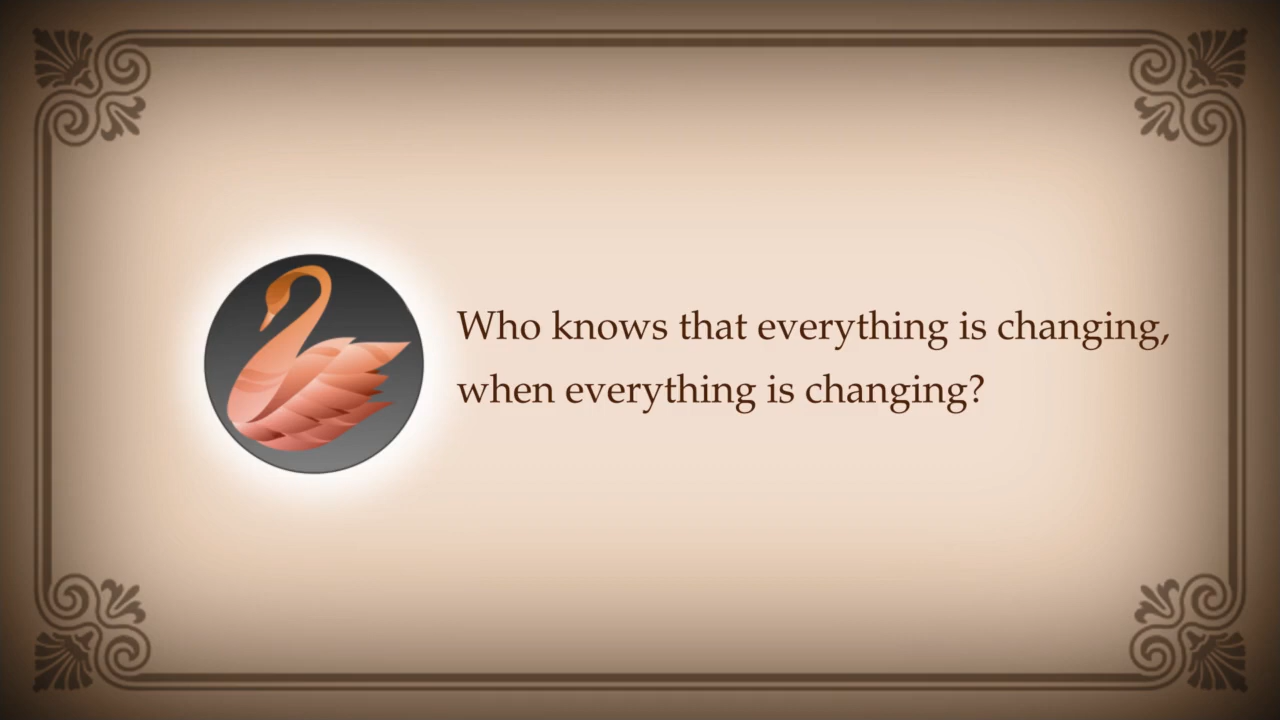 Who knows that everything is changing,
when everything is changing?